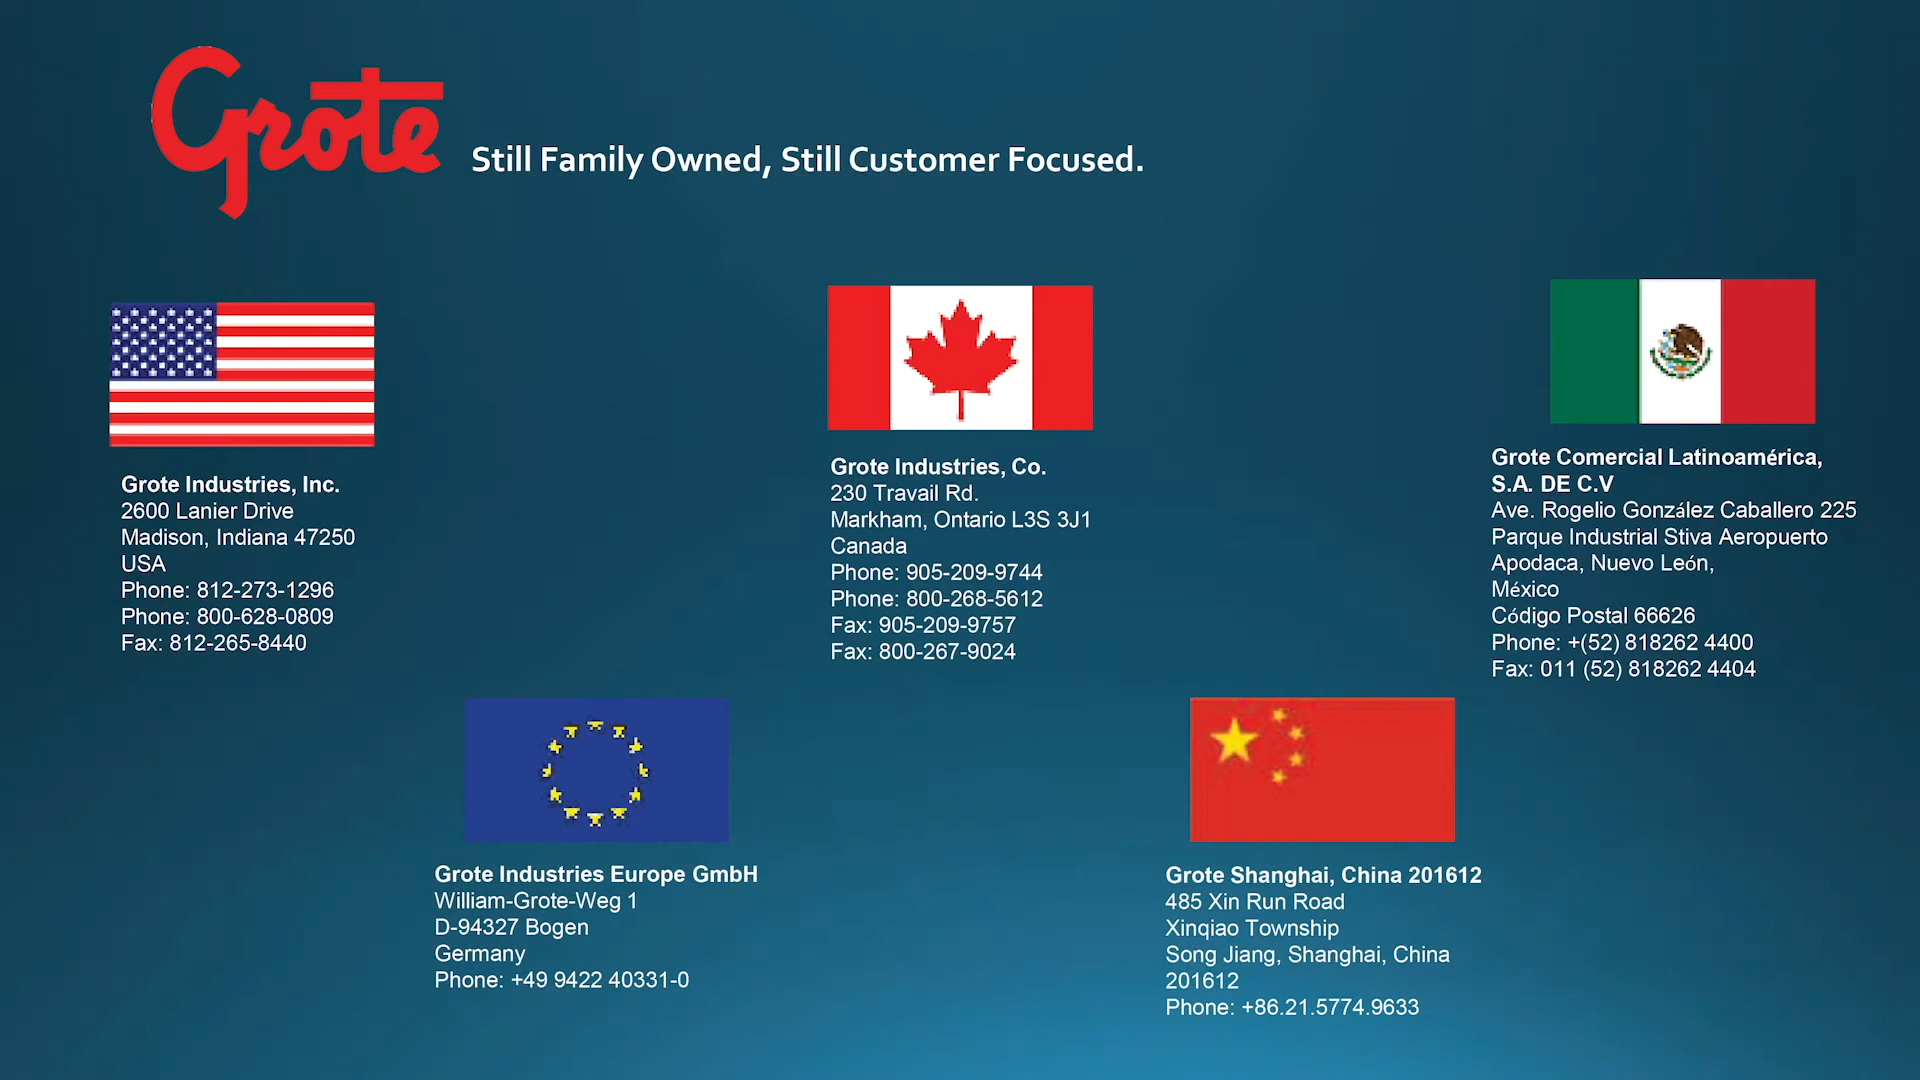 Grote
Still Family Owned, Still Customer Focused.
Grote Industries, Inc.
2600 Lanier Drive
Madison, Indiana 47250
USA
Phone: 812-273-1296
Phone: 800-628-0809
Fax: 812-265-8440
Grote Industries, Co.
230 Travail Rd.
Markham, Ontario L3S 3J1
Canada
Phone: 905-209-9744
Phone: 800-268-5612
Fax: 905-209-9757
Fax: 800-267-9024
Grote Comercial Latinoamérica,
S.A. DE C.V
Ave. Rogelio González Caballero 225
Parque Industrial Stiva Aeropuerto
Apodaca, Nuevo León,
México
Código Postal 66626
Phone: +(52) 818262 4400
Fax: 011 (52) 818262 4404
Grote Industries Europe GmbH
William-Grote-Weg 1
D-94327 Bogen
Germany
Phone: +49 9422 40331-0
Grote Shanghai, China 201612
485 Xin Run Road
Xinqiao Township
Song Jiang, Shanghai, China
201612
Phone: +86.21.5774.9633